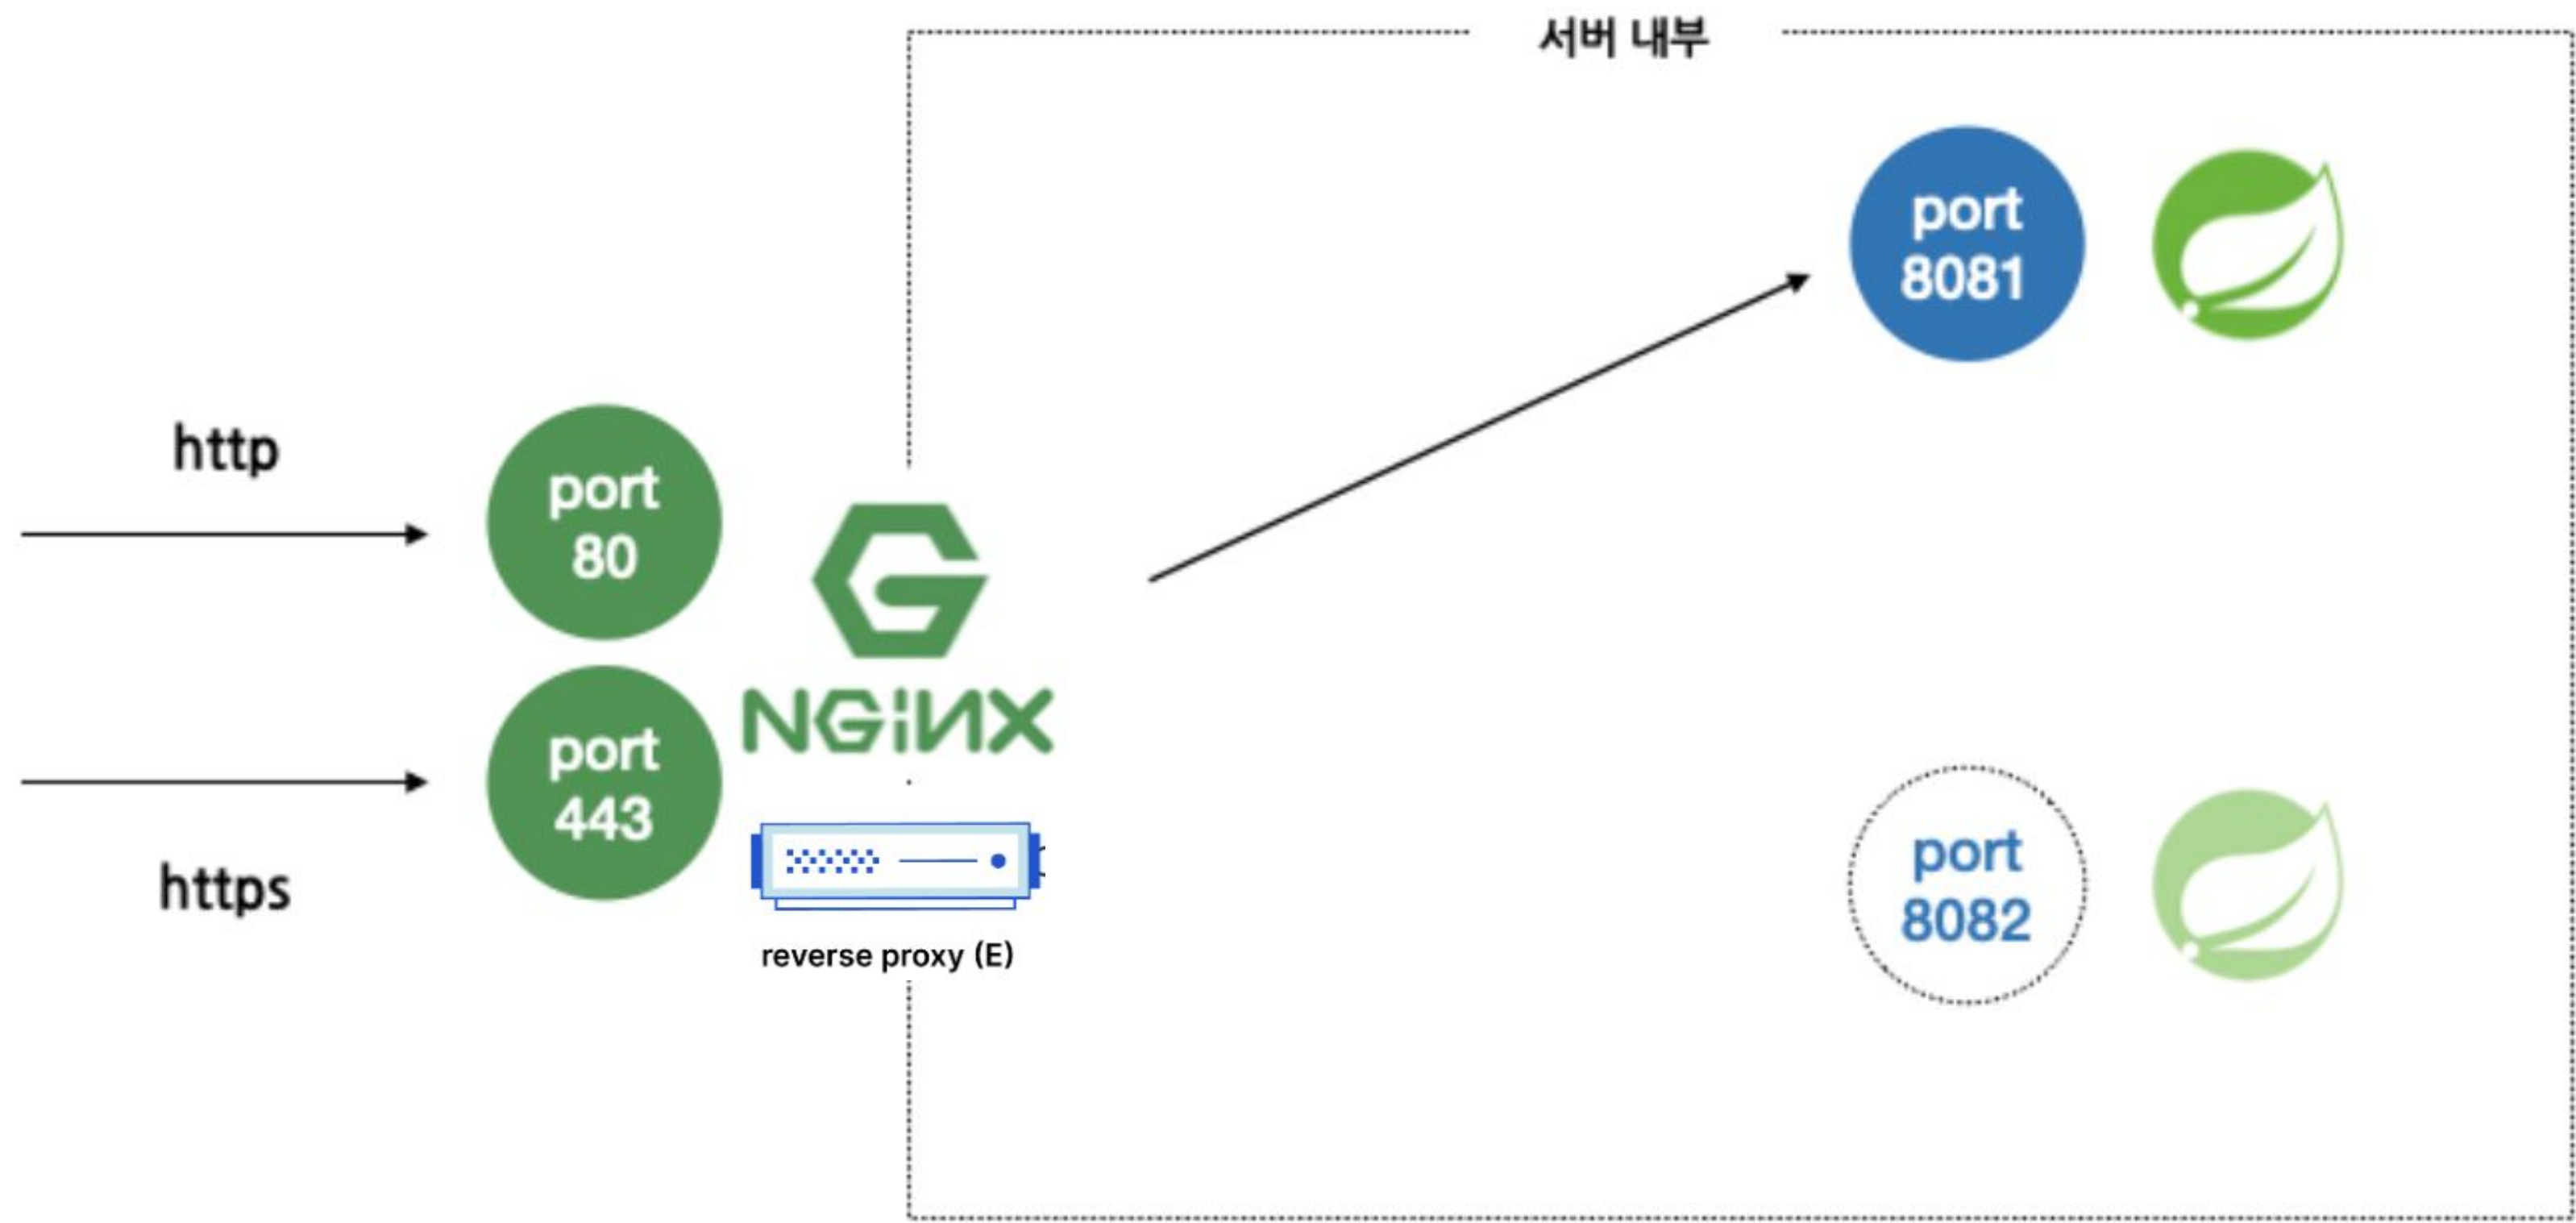 서버 내부
port
8081
http
port
80
NGINX
port
443
https
reverse proxy (E)
port
8082